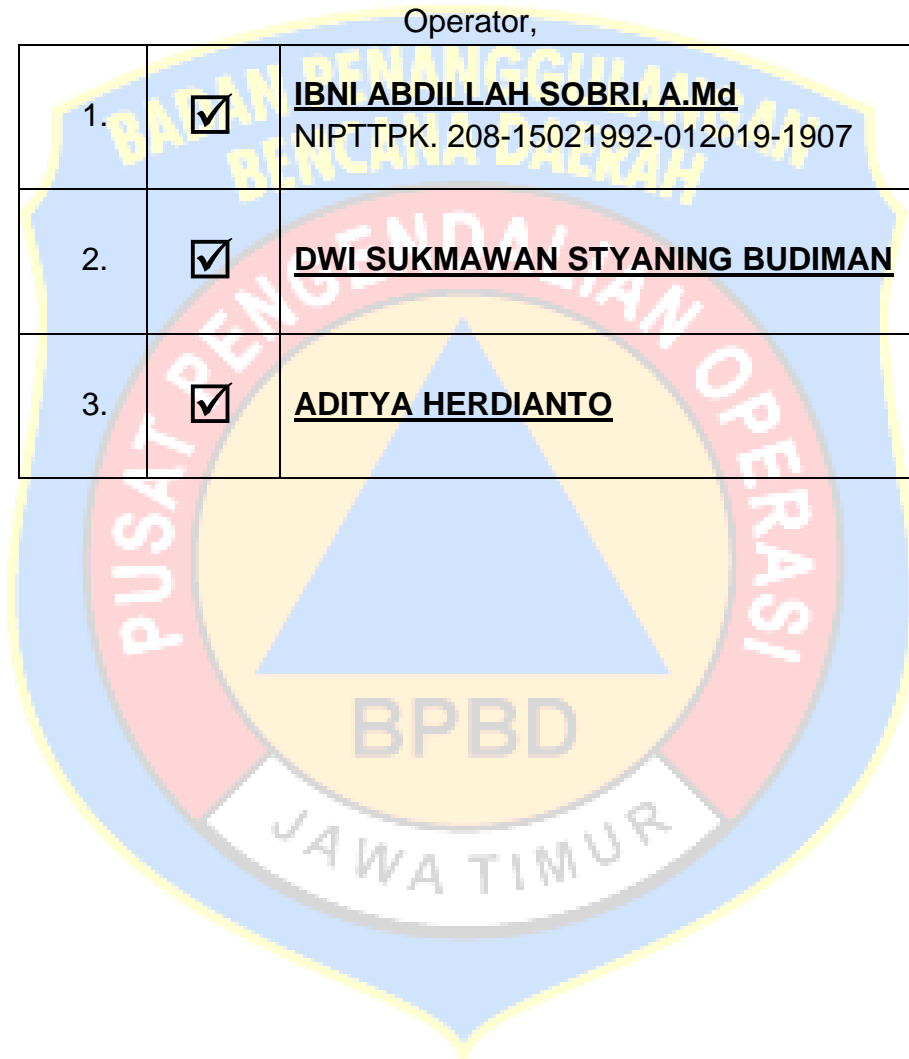 Operator,
1. ☑ IBNI ABDILLAH SOBRI, A.Md
NIPTTPK. 208-15021992-012019-1907
2. ☑ DWI SUKMAWAN STYANING BUDIMAN
3. ☑ ADITYA HERDIANTO
BADAN PENANGGULANGAN
BENCANA DAERAH
PUSAT PENGENDALIAN OPERASI
BPBD
JAWA TIMUR